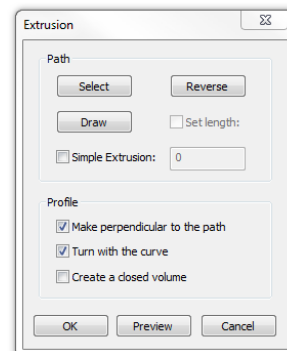 Extrusion
Path
Select Reverse
Draw Set length:
Simple Extrusion: 0
Profile
Make perpendicular to the path
Turn with the curve
Create a closed volume
OK Preview Cancel